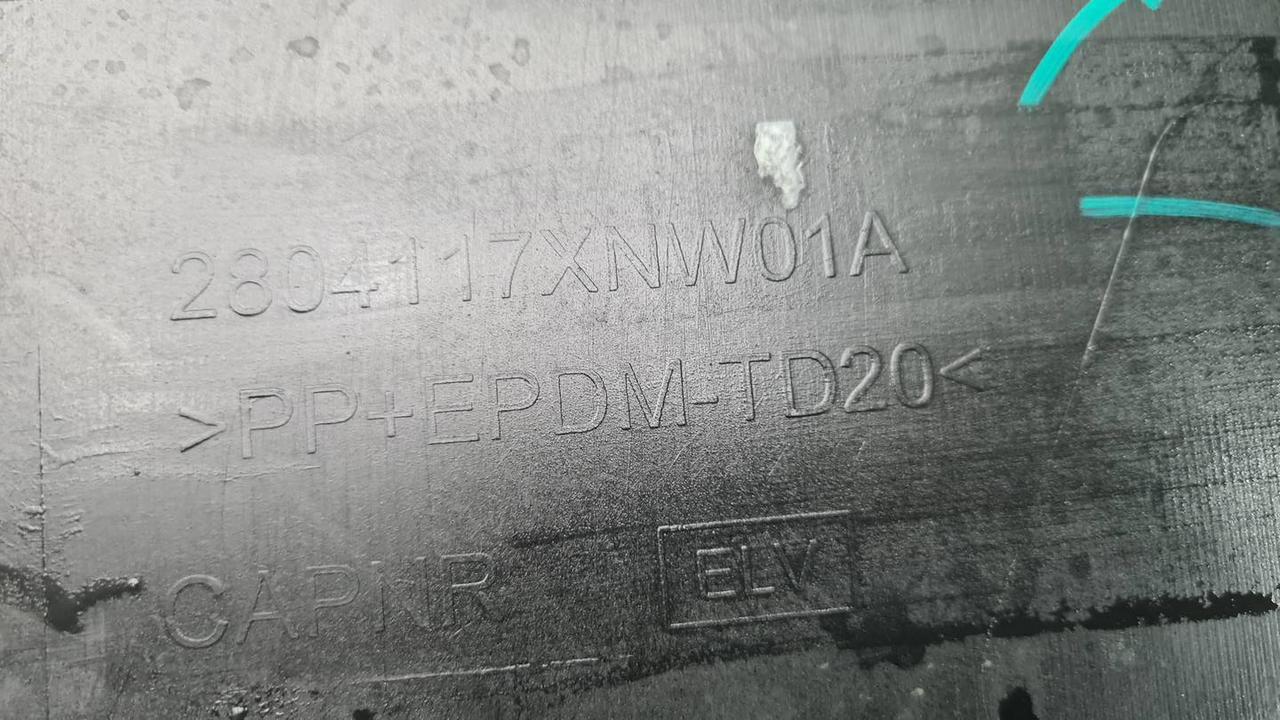 2804117XNW01A
>PP+EPDM-TD20<
CAPNR ELV